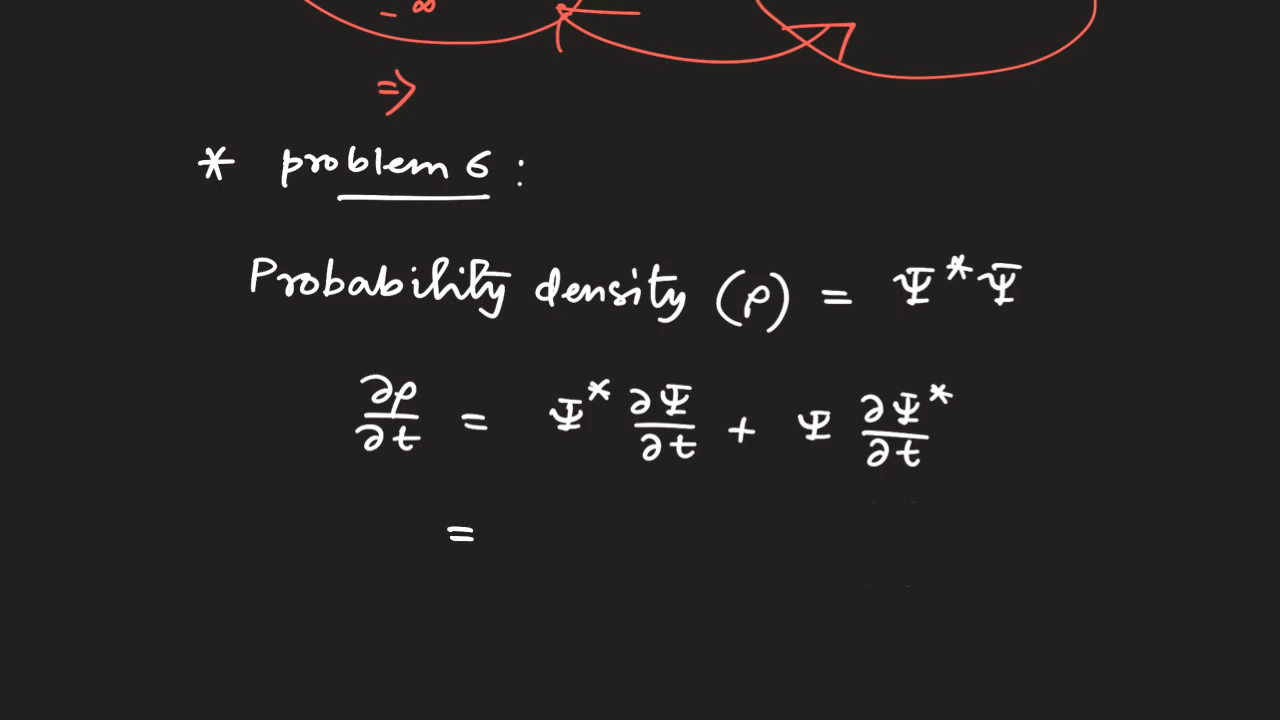 - ∞
⇒
* problem 6 :
Probability density (ρ) = Ψ*Ψ
∂ρ/∂t = Ψ* ∂Ψ/∂t + Ψ ∂Ψ*/∂t
=